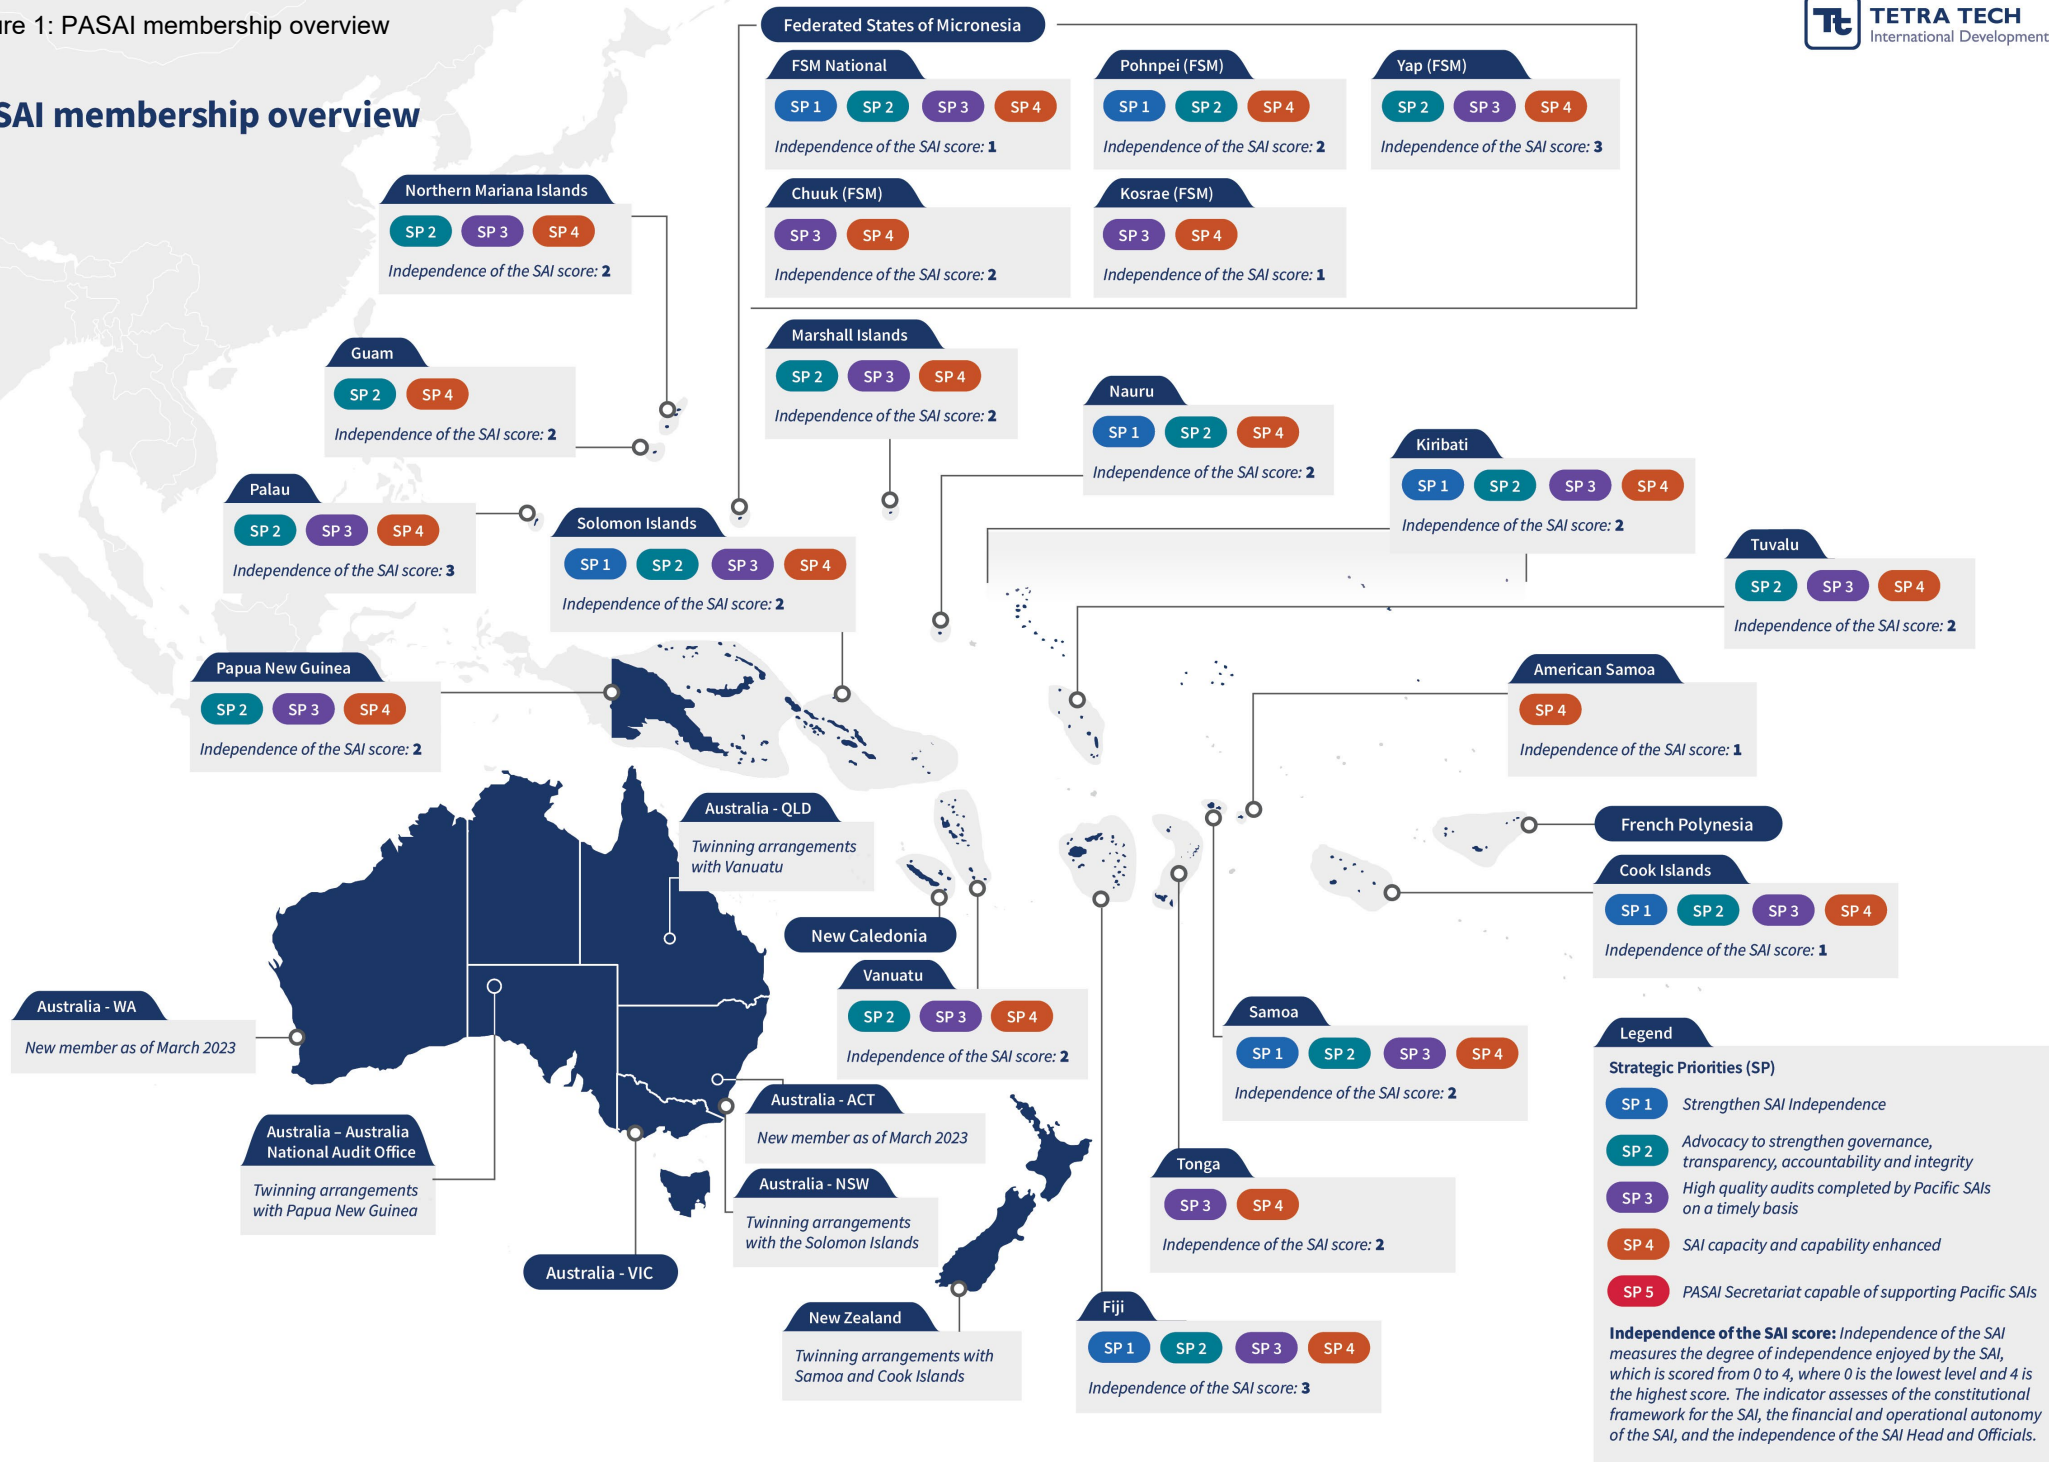 re 1: PASAI membership overview
SAI membership overview
TETRA TECH
International Development
Federated States of Micronesia
FSM National
SP 1 SP 2 SP 3 SP 4
Independence of the SAI score: 1
Pohnpei (FSM)
SP 1 SP 2 SP 4
Independence of the SAI score: 2
Yap (FSM)
SP 2 SP 3 SP 4
Independence of the SAI score: 3
Chuuk (FSM)
SP 3 SP 4
Independence of the SAI score: 2
Kosrae (FSM)
SP 3 SP 4
Independence of the SAI score: 1
Northern Mariana Islands
SP 2 SP 3 SP 4
Independence of the SAI score: 2
Guam
SP 2 SP 4
Independence of the SAI score: 2
Marshall Islands
SP 2 SP 3 SP 4
Independence of the SAI score: 2
Nauru
SP 1 SP 2 SP 4
Independence of the SAI score: 2
Kiribati
SP 1 SP 2 SP 3 SP 4
Independence of the SAI score: 2
Palau
SP 2 SP 3 SP 4
Independence of the SAI score: 3
Solomon Islands
SP 1 SP 2 SP 3 SP 4
Independence of the SAI score: 2
Tuvalu
SP 2 SP 3 SP 4
Independence of the SAI score: 2
Papua New Guinea
SP 2 SP 3 SP 4
Independence of the SAI score: 2
American Samoa
SP 4
Independence of the SAI score: 1
Australia - QLD
Twinning arrangements
with Vanuatu
French Polynesia
Cook Islands
SP 1 SP 2 SP 3 SP 4
Independence of the SAI score: 1
New Caledonia
Vanuatu
SP 2 SP 3 SP 4
Independence of the SAI score: 2
Australia - WA
New member as of March 2023
Samoa
SP 1 SP 2 SP 3 SP 4
Independence of the SAI score: 2
Australia - ACT
New member as of March 2023
Australia – Australia
National Audit Office
Twinning arrangements
with Papua New Guinea
Australia - NSW
Twinning arrangements
with the Solomon Islands
Tonga
SP 3 SP 4
Independence of the SAI score: 2
Australia - VIC
New Zealand
Twinning arrangements with
Samoa and Cook Islands
Fiji
SP 1 SP 2 SP 3 SP 4
Independence of the SAI score: 3
Legend
Strategic Priorities (SP)
SP 1 Strengthen SAI Independence
SP 2 Advocacy to strengthen governance,
transparency, accountability and integrity
SP 3 High quality audits completed by Pacific SAIs
on a timely basis
SP 4 SAI capacity and capability enhanced
SP 5 PASAI Secretariat capable of supporting Pacific SAIs
Independence of the SAI score: Independence of the SAI
measures the degree of independence enjoyed by the SAI,
which is scored from 0 to 4, where 0 is the lowest level and 4 is
the highest score. The indicator assesses of the constitutional
framework for the SAI, the financial and operational autonomy
of the SAI, and the independence of the SAI Head and Officials.